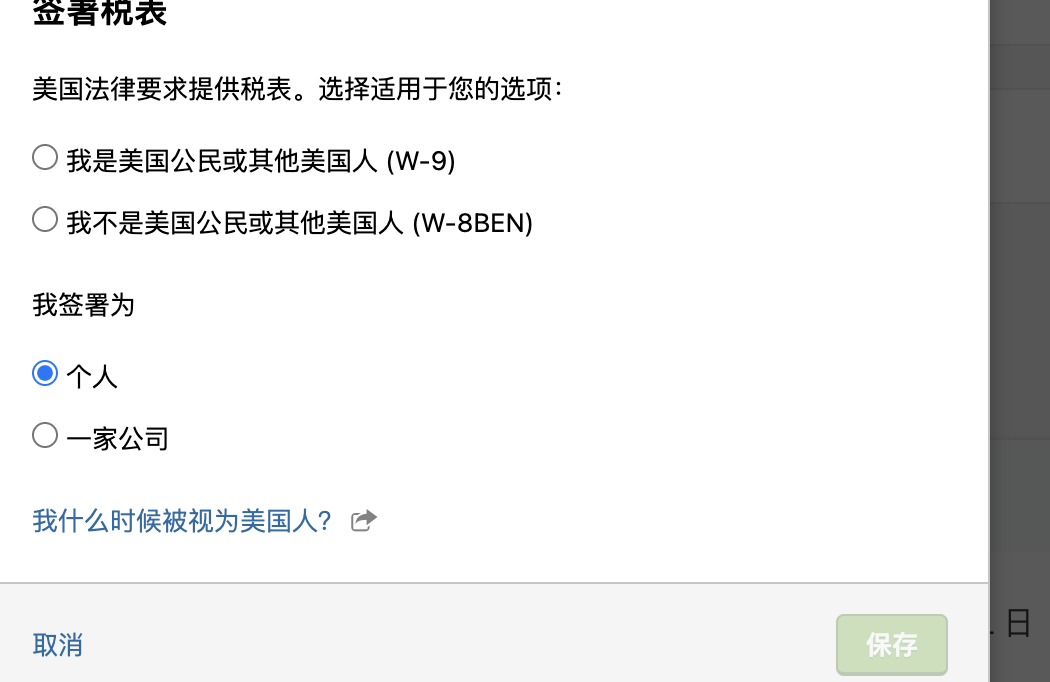 签署税表
美国法律要求提供税表。选择适用于您的选项：
我是美国公民或其他美国人 (W-9)
我不是美国公民或其他美国人 (W-8BEN)
我签署为
个人
一家公司
我什么时候被视为美国人？
取消
保存
日